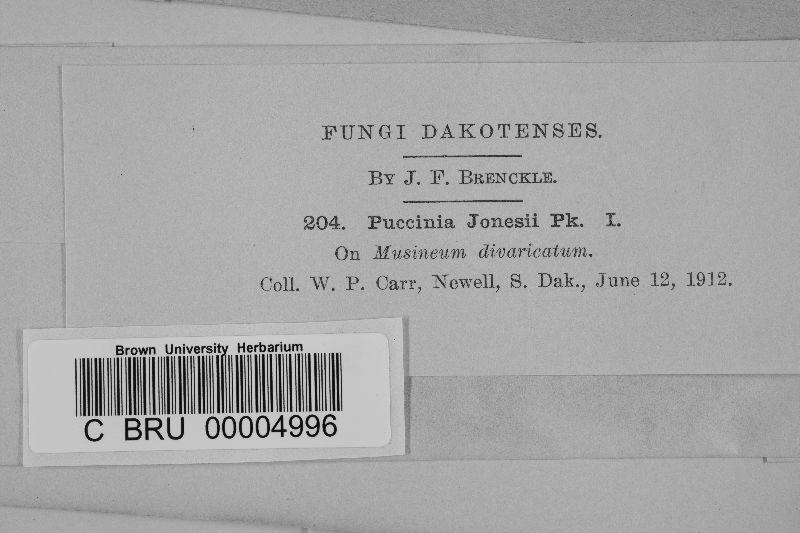 FUNGI DAKOTENSES.
By J. F. Brenckle.
204. Puccinia Jonesii Pk. I.
On Musineum divaricatum.
Coll. W. P. Carr, Newell, S. Dak., June 12, 1912.
Brown University Herbarium
C BRU 00004996